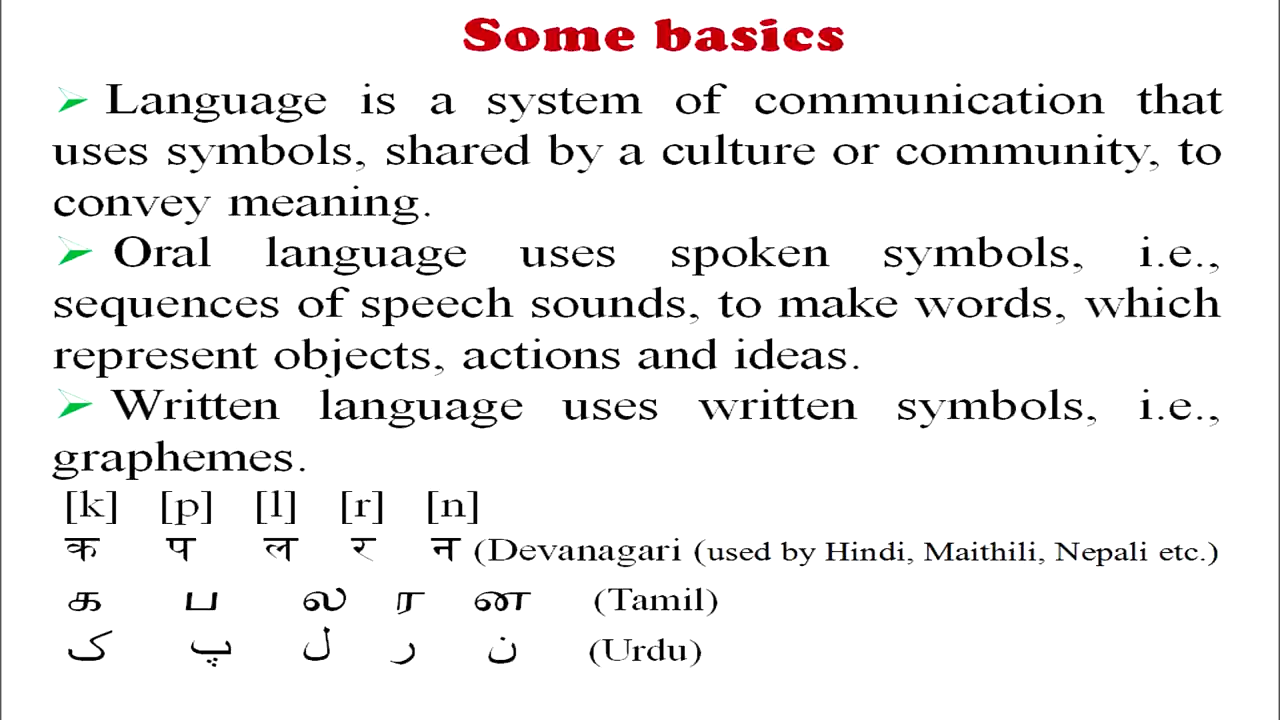 Some basics
➢ Language is a system of communication that
uses symbols, shared by a culture or community, to
convey meaning.
➢ Oral language uses spoken symbols, i.e.,
sequences of speech sounds, to make words, which
represent objects, actions and ideas.
➢ Written language uses written symbols, i.e.,
graphemes.
[k] [p] [l] [r] [n]
क प ल र न (Devanagari (used by Hindi, Maithili, Nepali etc.)
க ப ல ர ண (Tamil)
ک پ ل ر ن (Urdu)